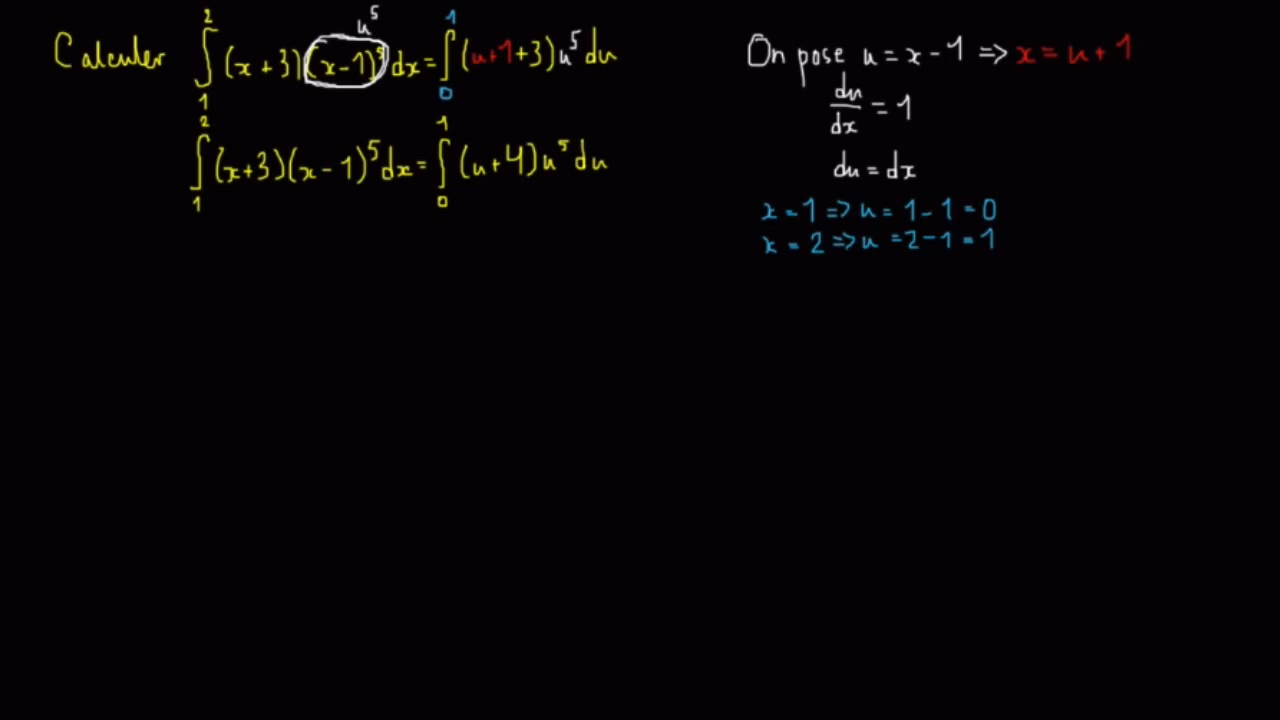 Calculer ∫₁² (x+3)(x-1)⁵ dx = ∫₀¹ (u+1+3) u⁵ du
u⁵
∫₁² (x+3)(x-1)⁵ dx = ∫₀¹ (u+4) u⁵ du
On pose u = x - 1 => x = u + 1
du/dx = 1
du = dx
x = 1 => u = 1 - 1 = 0
x = 2 => u = 2 - 1 = 1